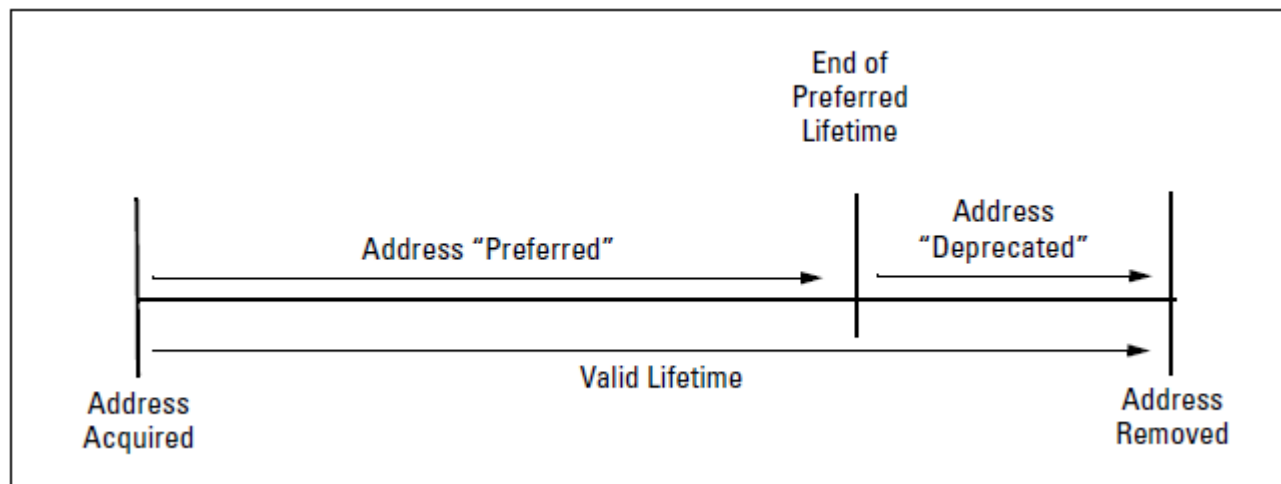 End of
Preferred
Lifetime
Address “Preferred”
Address
“Deprecated”
Valid Lifetime
Address
Acquired
Address
Removed